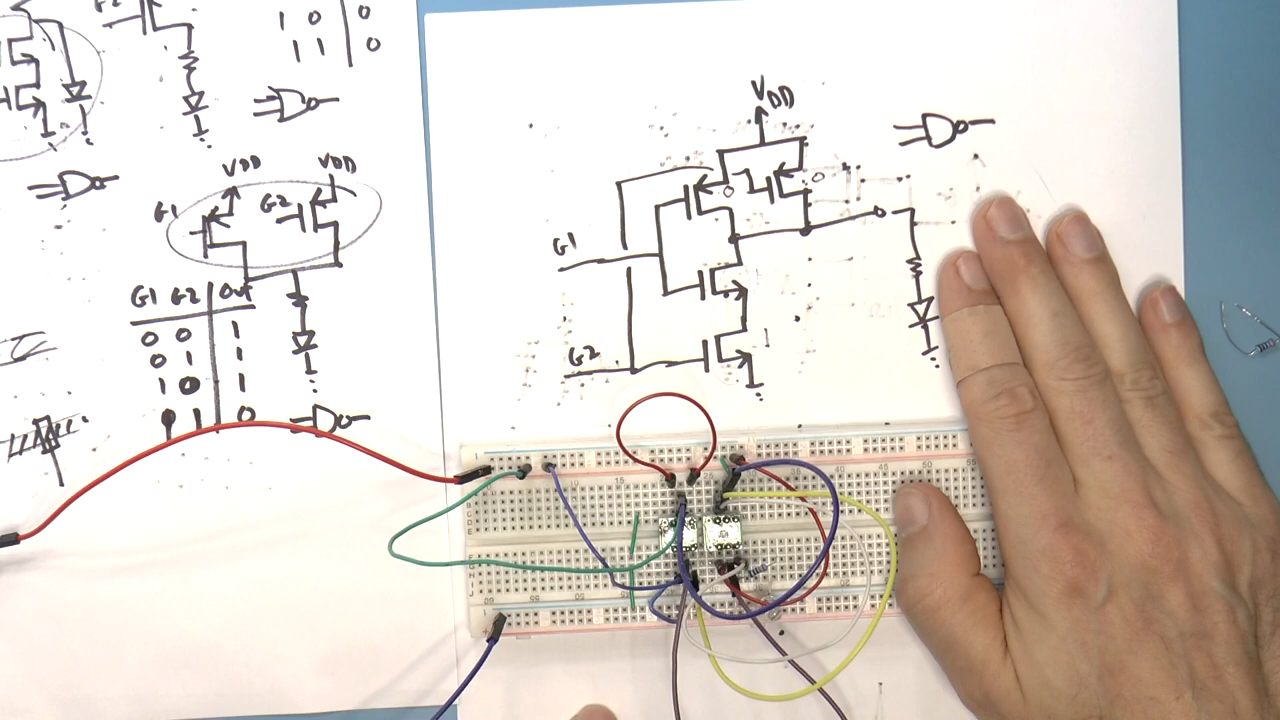 G2
1 0 | 0
1 1 | 0
VDD VDD
G1 G2
G1 G2 | Out
0 0 | 1
0 1 | 1
1 0 | 1
1 1 | 0
VDD
G1
G2